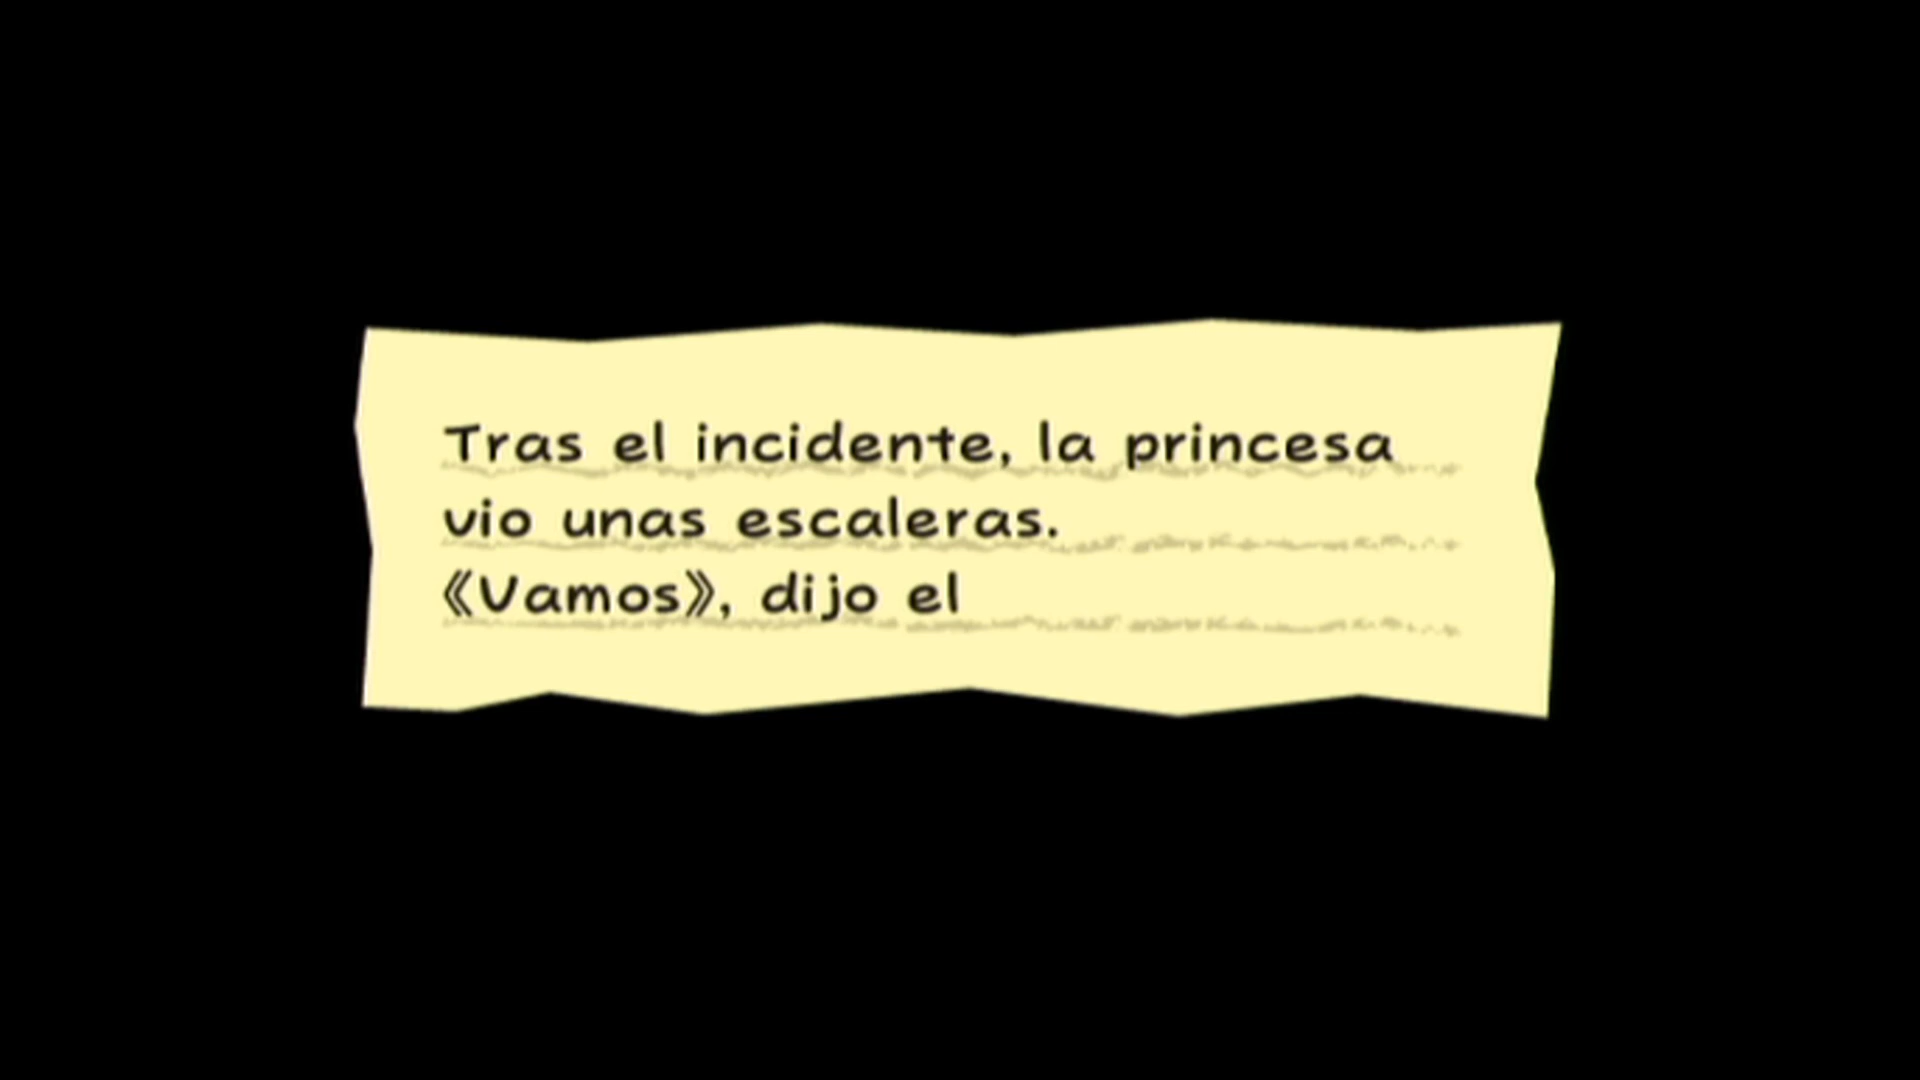 Tras el incidente, la princesa
vio unas escaleras.
《Vamos》, dijo el